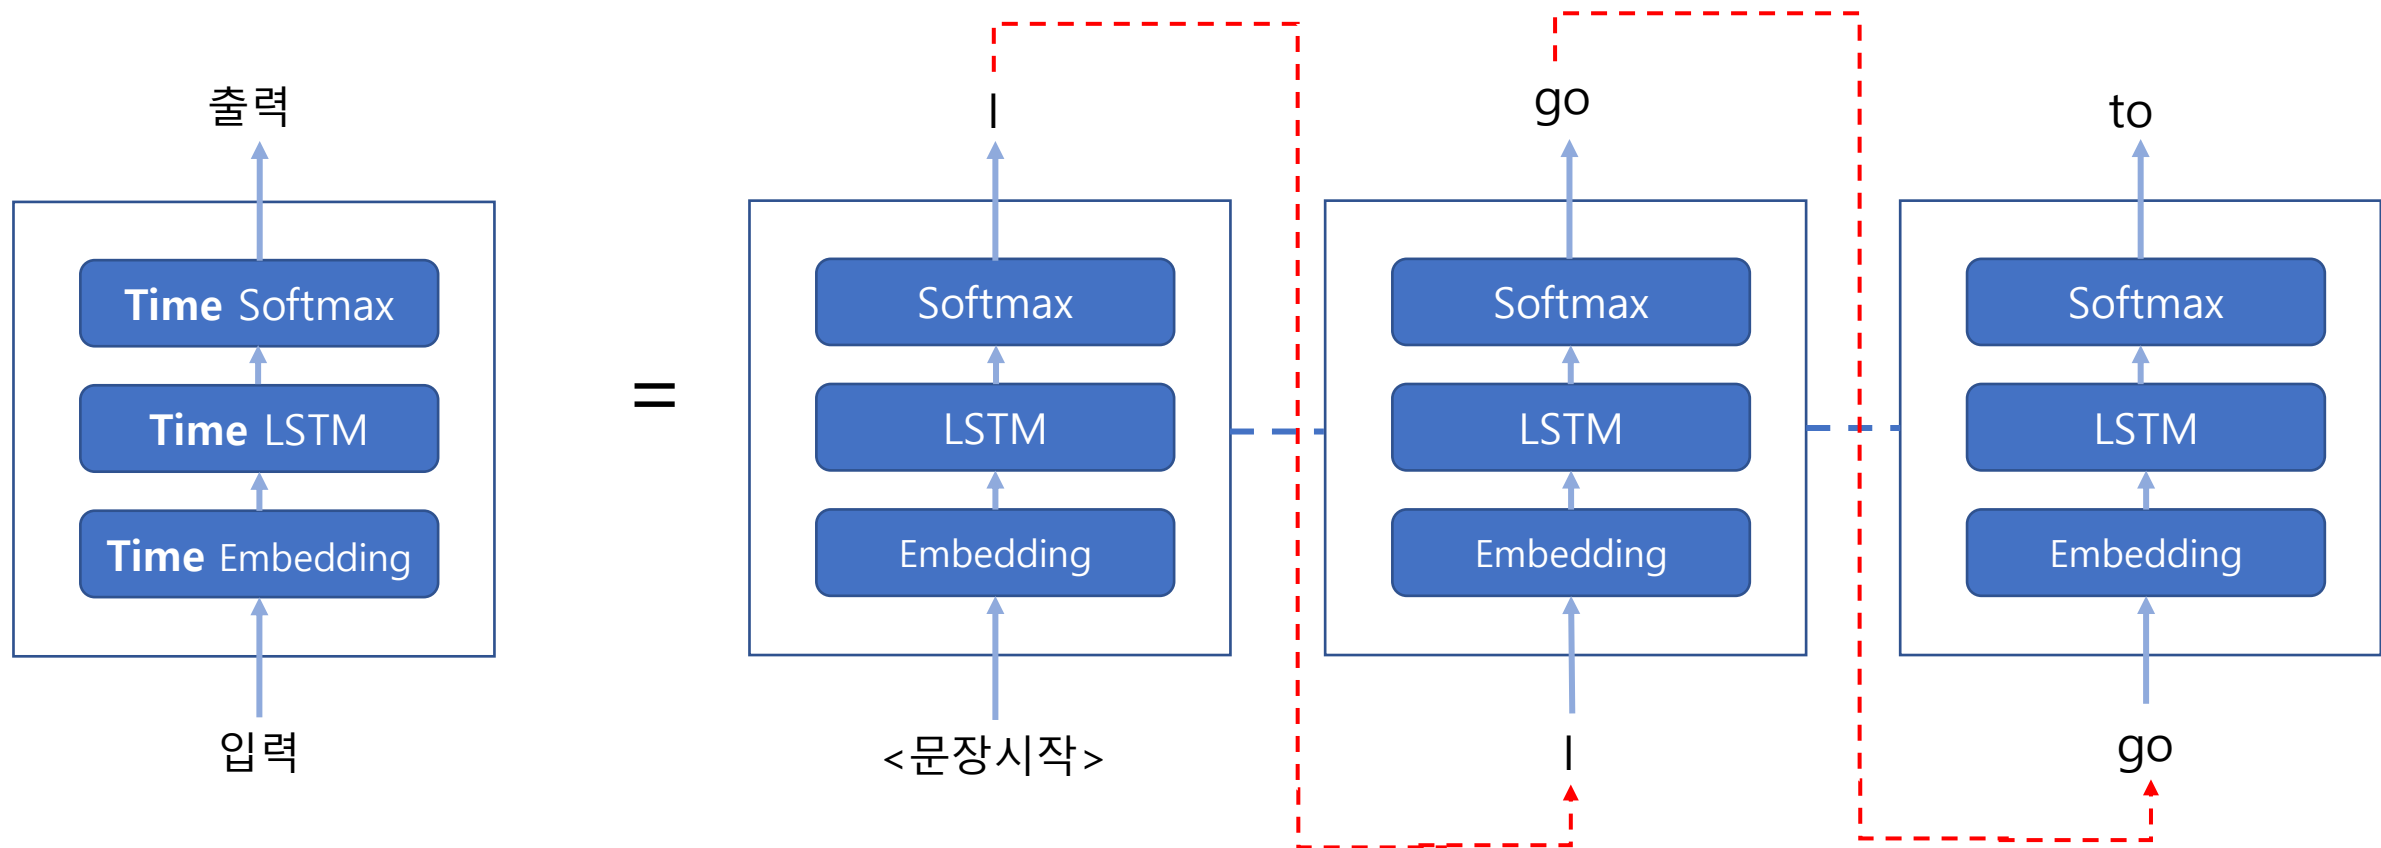 출력
Time Softmax
Time LSTM
Time Embedding
입력
=
I
Softmax
LSTM
Embedding
<문장시작>
go
Softmax
LSTM
Embedding
I
to
Softmax
LSTM
Embedding
go